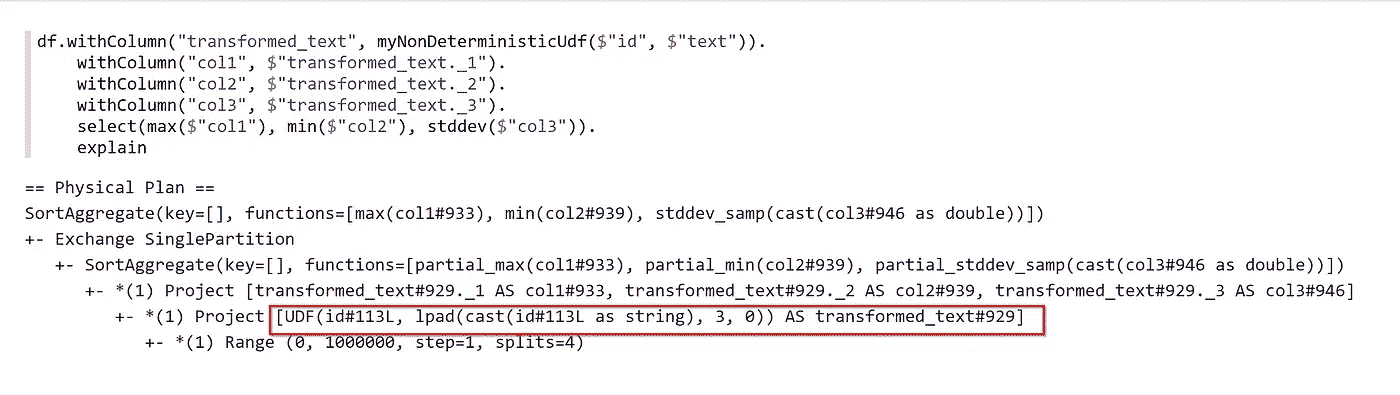 df.withColumn("transformed_text", myNonDeterministicUdf($"id", $"text")).
withColumn("col1", $"transformed_text._1").
withColumn("col2", $"transformed_text._2").
withColumn("col3", $"transformed_text._3").
select(max($"col1"), min($"col2"), stddev($"col3")).
explain
== Physical Plan ==
SortAggregate(key=[], functions=[max(col1#933), min(col2#939), stddev_samp(cast(col3#946 as double))])
+- Exchange SinglePartition
+- SortAggregate(key=[], functions=[partial_max(col1#933), partial_min(col2#939), partial_stddev_samp(cast(col3#946 as double))])
+- *(1) Project [transformed_text#929._1 AS col1#933, transformed_text#929._2 AS col2#939, transformed_text#929._3 AS col3#946]
+- *(1) Project [UDF(id#113L, lpad(cast(id#113L as string), 3, 0)) AS transformed_text#929]
+- *(1) Range (0, 1000000, step=1, splits=4)